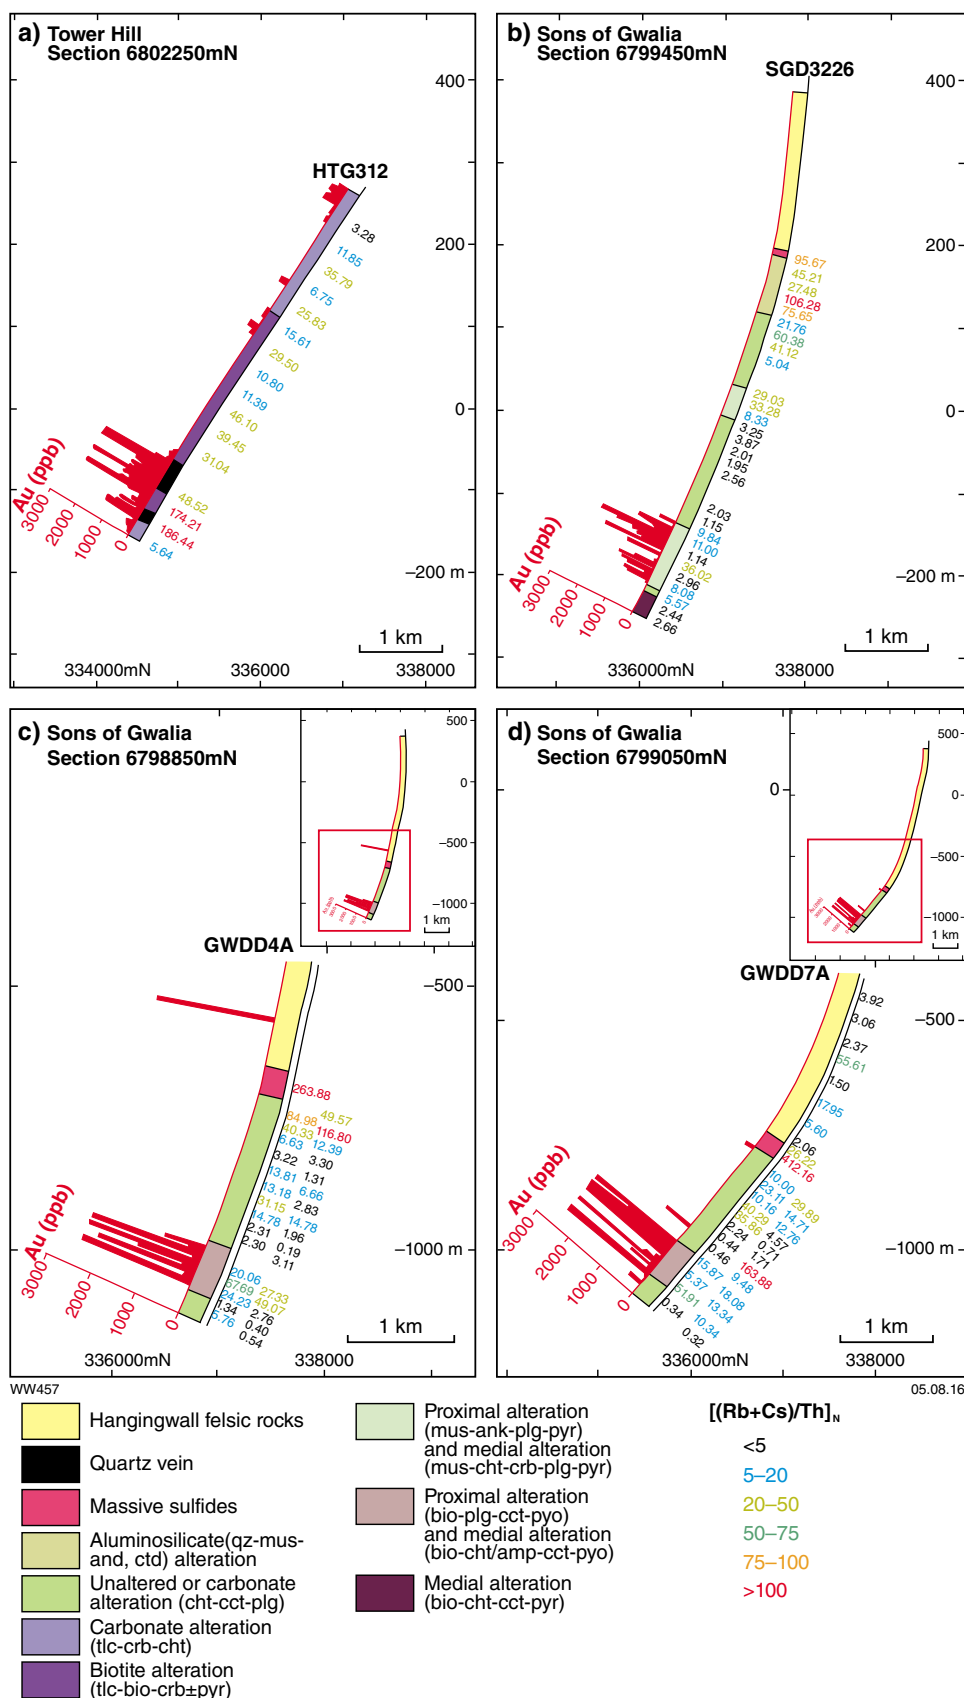 a) Tower Hill
Section 6802250mN
HTG312
400
200
0
–200 m
3.28
11.85
35.79
6.75
25.83
15.61
29.50
10.80
11.39
46.10
39.45
31.04
48.52
174.21
186.44
5.64
Au (ppb)
3000
2000
1000
0
1 km
334000mN
336000
338000
b) Sons of Gwalia
Section 6799450mN
SGD3226
400
200
0
–200 m
95.67
45.21
27.48
106.28
75.65
21.76
60.38
41.12
5.04
29.03
33.28
8.33
3.25
3.87
2.01
1.95
2.56
2.03
1.15
9.84
11.00
1.14
36.02
2.96
8.08
5.57
2.44
2.66
Au (ppb)
3000
2000
1000
0
1 km
336000mN
338000
c) Sons of Gwalia
Section 6798850mN
500
0
–500
–1000
1 km
GWDD4A
–500
–1000 m
263.88
84.98 49.57
40.33 116.80
6.63 12.39
3.22 3.30
13.81 1.31
13.18 6.66
31.15 2.83
14.78 14.78
2.31 1.96
2.30 0.19
3.11
20.06
57.69 27.33
24.23 49.07
1.34 2.76
5.76 0.40
0.54
Au (ppb)
3000
2000
1000
0
1 km
336000mN
338000
d) Sons of Gwalia
Section 6799050mN
500
0
–500
–1000
1 km
GWDD7A
0
–500
–1000 m
3.92
3.06
2.37
55.61
1.50
17.95
5.60
2.06
26.22
412.16
10.00
23.11 29.89
10.16 14.71
40.29 12.76
35.86 4.57
2.24 0.71
0.44 1.71
0.46 163.88
15.87 9.48
5.37 18.08
51.91 13.34
0.34 10.34
0.32
Au (ppb)
3000
2000
1000
0
1 km
336000mN
338000
WW457
05.08.16
Hangingwall felsic rocks
Quartz vein
Massive sulfides
Aluminosilicate(qz-mus-
and, ctd) alteration
Unaltered or carbonate
alteration (cht-cct-plg)
Carbonate alteration
(tlc-crb-cht)
Biotite alteration
(tlc-bio-crb±pyr)
Proximal alteration
(mus-ank-plg-pyr)
and medial alteration
(mus-cht-crb-plg-pyr)
Proximal alteration
(bio-plg-cct-pyo)
and medial alteration
(bio-cht/amp-cct-pyo)
Medial alteration
(bio-cht-cct-pyr)
[(Rb+Cs)/Th]N
<5
5–20
20–50
50–75
75–100
>100